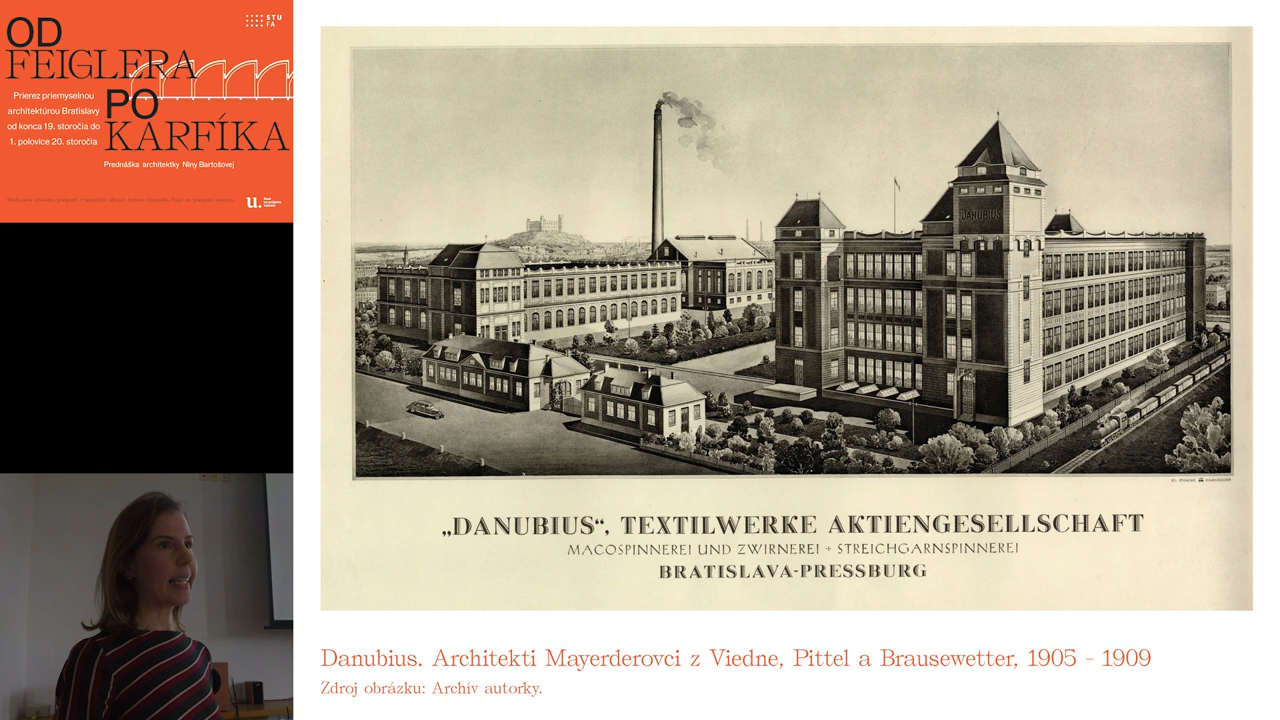 OD
FEIGLERA
PO
KARFÍKA
STU
FA
Prierez priemyselnou
architektúrou Bratislavy
od konca 19. storočia do
1. polovice 20. storočia
Prednáška architektky Niny Bartošovej
u.
DANUBIUS
„DANUBIUS“, TEXTILWERKE AKTIENGESELLSCHAFT
MACOSPINNEREI UND ZWIRNEREI + STREICHGARNSPINNEREI
BRATISLAVA-PRESSBURG
Danubius. Architekti Mayerderovci z Viedne, Pittel a Brausewetter, 1905 - 1909
Zdroj obrázku: Archív autorky.